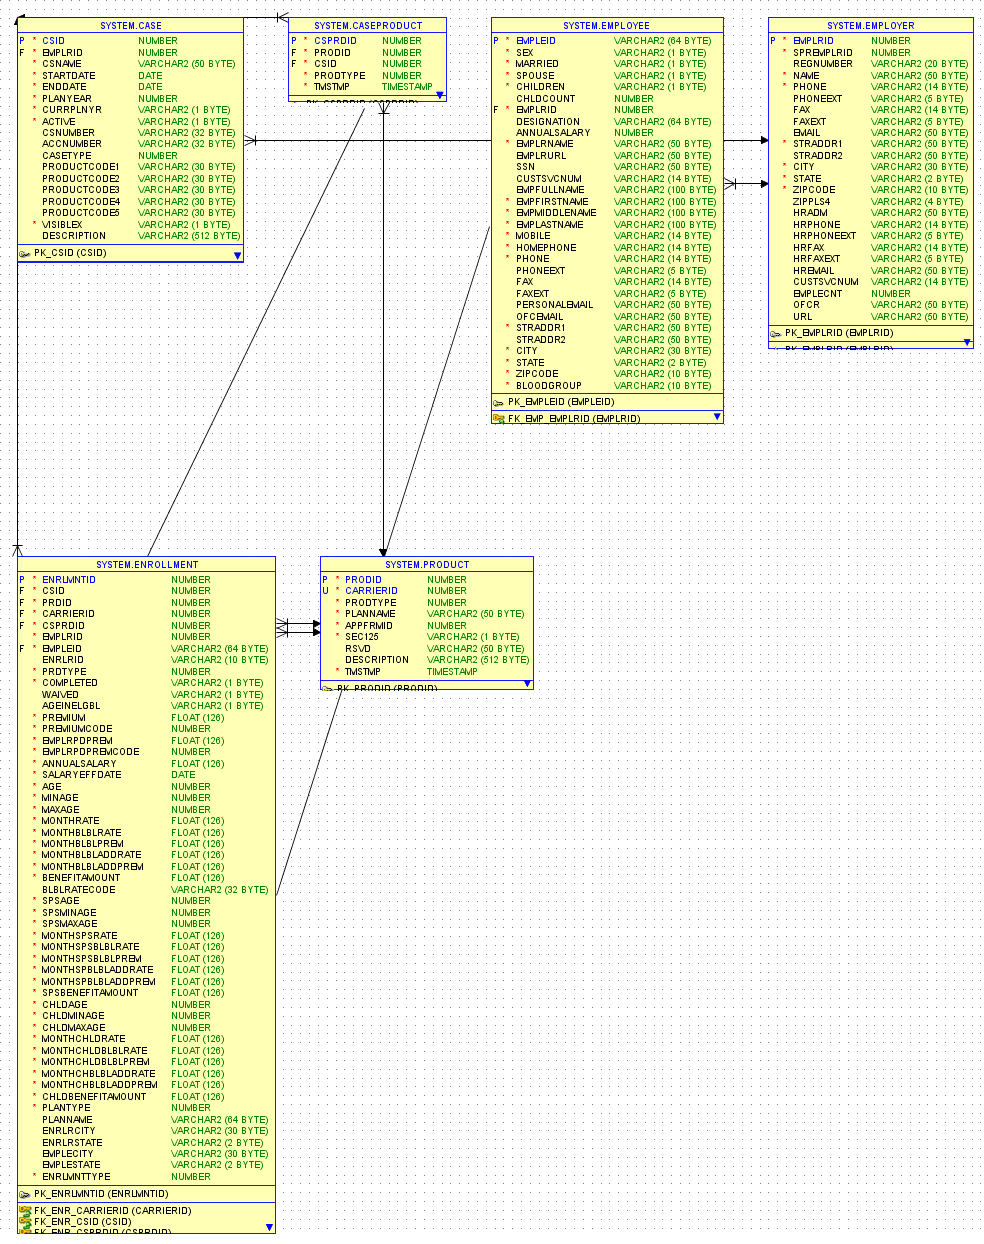 SYSTEM.CASE
P * CSID NUMBER
F * EMPLRID NUMBER
* CSNAME VARCHAR2 (50 BYTE)
* STARTDATE DATE
* ENDDATE DATE
* PLANYEAR NUMBER
* CURRPLNYR VARCHAR2 (1 BYTE)
* ACTIVE VARCHAR2 (1 BYTE)
CSNUMBER VARCHAR2 (32 BYTE)
ACCNUMBER VARCHAR2 (32 BYTE)
CASETYPE NUMBER
PRODUCTCODE1 VARCHAR2 (30 BYTE)
PRODUCTCODE2 VARCHAR2 (30 BYTE)
PRODUCTCODE3 VARCHAR2 (30 BYTE)
PRODUCTCODE4 VARCHAR2 (30 BYTE)
PRODUCTCODE5 VARCHAR2 (30 BYTE)
* VISIBLEX VARCHAR2 (1 BYTE)
DESCRIPTION VARCHAR2 (512 BYTE)
PK_CSID (CSID)
SYSTEM.CASEPRODUCT
P * CSPRDID NUMBER
F * PRODID NUMBER
F * CSID NUMBER
* PRODTYPE NUMBER
* TMSTMP TIMESTAMP
PK_CSPRDID (CSPRDID)
SYSTEM.EMPLOYEE
P * EMPLEID VARCHAR2 (64 BYTE)
* SEX VARCHAR2 (1 BYTE)
* MARRIED VARCHAR2 (1 BYTE)
* SPOUSE VARCHAR2 (1 BYTE)
* CHILDREN VARCHAR2 (1 BYTE)
CHLDCOUNT NUMBER
F * EMPLRID NUMBER
DESIGNATION VARCHAR2 (64 BYTE)
ANNUALSALARY NUMBER
* EMPLRNAME VARCHAR2 (50 BYTE)
EMPLRURL VARCHAR2 (50 BYTE)
SSN VARCHAR2 (50 BYTE)
CUSTSVCNUM VARCHAR2 (14 BYTE)
EMPFULLNAME VARCHAR2 (100 BYTE)
* EMPFIRSTNAME VARCHAR2 (100 BYTE)
* EMPMIDDLENAME VARCHAR2 (100 BYTE)
* EMPLASTNAME VARCHAR2 (100 BYTE)
* MOBILE VARCHAR2 (14 BYTE)
* HOMEPHONE VARCHAR2 (14 BYTE)
* PHONE VARCHAR2 (14 BYTE)
PHONEEXT VARCHAR2 (5 BYTE)
FAX VARCHAR2 (14 BYTE)
FAXEXT VARCHAR2 (5 BYTE)
PERSONALEMAIL VARCHAR2 (50 BYTE)
OFCEMAIL VARCHAR2 (50 BYTE)
* STRADDR1 VARCHAR2 (50 BYTE)
STRADDR2 VARCHAR2 (50 BYTE)
* CITY VARCHAR2 (30 BYTE)
* STATE VARCHAR2 (2 BYTE)
* ZIPCODE VARCHAR2 (10 BYTE)
* BLOODGROUP VARCHAR2 (10 BYTE)
PK_EMPLEID (EMPLEID)
FK_EMP_EMPLRID (EMPLRID)
SYSTEM.EMPLOYER
P * EMPLRID NUMBER
* SPREMPLRID NUMBER
REGNUMBER VARCHAR2 (20 BYTE)
* NAME VARCHAR2 (50 BYTE)
* PHONE VARCHAR2 (14 BYTE)
PHONEEXT VARCHAR2 (5 BYTE)
FAX VARCHAR2 (14 BYTE)
FAXEXT VARCHAR2 (5 BYTE)
EMAIL VARCHAR2 (50 BYTE)
* STRADDR1 VARCHAR2 (50 BYTE)
STRADDR2 VARCHAR2 (50 BYTE)
* CITY VARCHAR2 (30 BYTE)
* STATE VARCHAR2 (2 BYTE)
* ZIPCODE VARCHAR2 (10 BYTE)
ZIPPLS4 VARCHAR2 (4 BYTE)
HRADM VARCHAR2 (50 BYTE)
HRPHONE VARCHAR2 (14 BYTE)
HRPHONEEXT VARCHAR2 (5 BYTE)
HRFAX VARCHAR2 (14 BYTE)
HRFAXEXT VARCHAR2 (5 BYTE)
HREMAIL VARCHAR2 (50 BYTE)
CUSTSVCNUM VARCHAR2 (14 BYTE)
EMPLECNT NUMBER
OFCR VARCHAR2 (50 BYTE)
URL VARCHAR2 (50 BYTE)
PK_EMPLRID (EMPLRID)
PK_EMPLRID (EMPLRID)
SYSTEM.ENROLLMENT
P * ENRLMNTID NUMBER
F * CSID NUMBER
F * PRDID NUMBER
F * CARRIERID NUMBER
F * CSPRDID NUMBER
* EMPLRID NUMBER
F * EMPLEID VARCHAR2 (64 BYTE)
ENRLRID VARCHAR2 (10 BYTE)
* PRDTYPE NUMBER
* COMPLETED VARCHAR2 (1 BYTE)
WAIVED VARCHAR2 (1 BYTE)
AGEINELGBL VARCHAR2 (1 BYTE)
* PREMIUM FLOAT (126)
* PREMIUMCODE NUMBER
* EMPLRPDPREM FLOAT (126)
* EMPLRPDPREMCODE NUMBER
* ANNUALSALARY FLOAT (126)
* SALARYEFFDATE DATE
* AGE NUMBER
* MINAGE NUMBER
* MAXAGE NUMBER
* MONTHRATE FLOAT (126)
* MONTHBLBLRATE FLOAT (126)
* MONTHBLBLPREM FLOAT (126)
* MONTHBLBLADDRATE FLOAT (126)
* MONTHBLBLADDPREM FLOAT (126)
* BENEFITAMOUNT FLOAT (126)
BLBLRATECODE VARCHAR2 (32 BYTE)
* SPSAGE NUMBER
* SPSMINAGE NUMBER
* SPSMAXAGE NUMBER
* MONTHSPSRATE FLOAT (126)
* MONTHSPSBLBLRATE FLOAT (126)
* MONTHSPSBLBLPREM FLOAT (126)
* MONTHSPBLBLADDRATE FLOAT (126)
* MONTHSPBLBLADDPREM FLOAT (126)
* SPSBENEFITAMOUNT FLOAT (126)
* CHLDAGE NUMBER
* CHLDMINAGE NUMBER
* CHLDMAXAGE NUMBER
* MONTHCHLDRATE FLOAT (126)
* MONTHCHLDBLBLRATE FLOAT (126)
* MONTHCHLDBLBLPREM FLOAT (126)
* MONTHCHBLBLADDRATE FLOAT (126)
* MONTHCHBLBLADDPREM FLOAT (126)
* CHLDBENEFITAMOUNT FLOAT (126)
* PLANTYPE NUMBER
PLANNAME VARCHAR2 (64 BYTE)
ENRLRCITY VARCHAR2 (30 BYTE)
ENRLRSTATE VARCHAR2 (2 BYTE)
EMPLECITY VARCHAR2 (30 BYTE)
EMPLESTATE VARCHAR2 (2 BYTE)
* ENRLMNTTYPE NUMBER
PK_ENRLMNTID (ENRLMNTID)
FK_ENR_CARRIERID (CARRIERID)
FK_ENR_CSID (CSID)
FK_ENR_CSPRDID (CSPRDID)
SYSTEM.PRODUCT
P * PRODID NUMBER
U * CARRIERID NUMBER
* PRODTYPE NUMBER
* PLANNAME VARCHAR2 (50 BYTE)
* APPFRMID NUMBER
* SEC125 VARCHAR2 (1 BYTE)
RSVD VARCHAR2 (50 BYTE)
DESCRIPTION VARCHAR2 (512 BYTE)
* TMSTMP TIMESTAMP
PK_PRODID (PRODID)